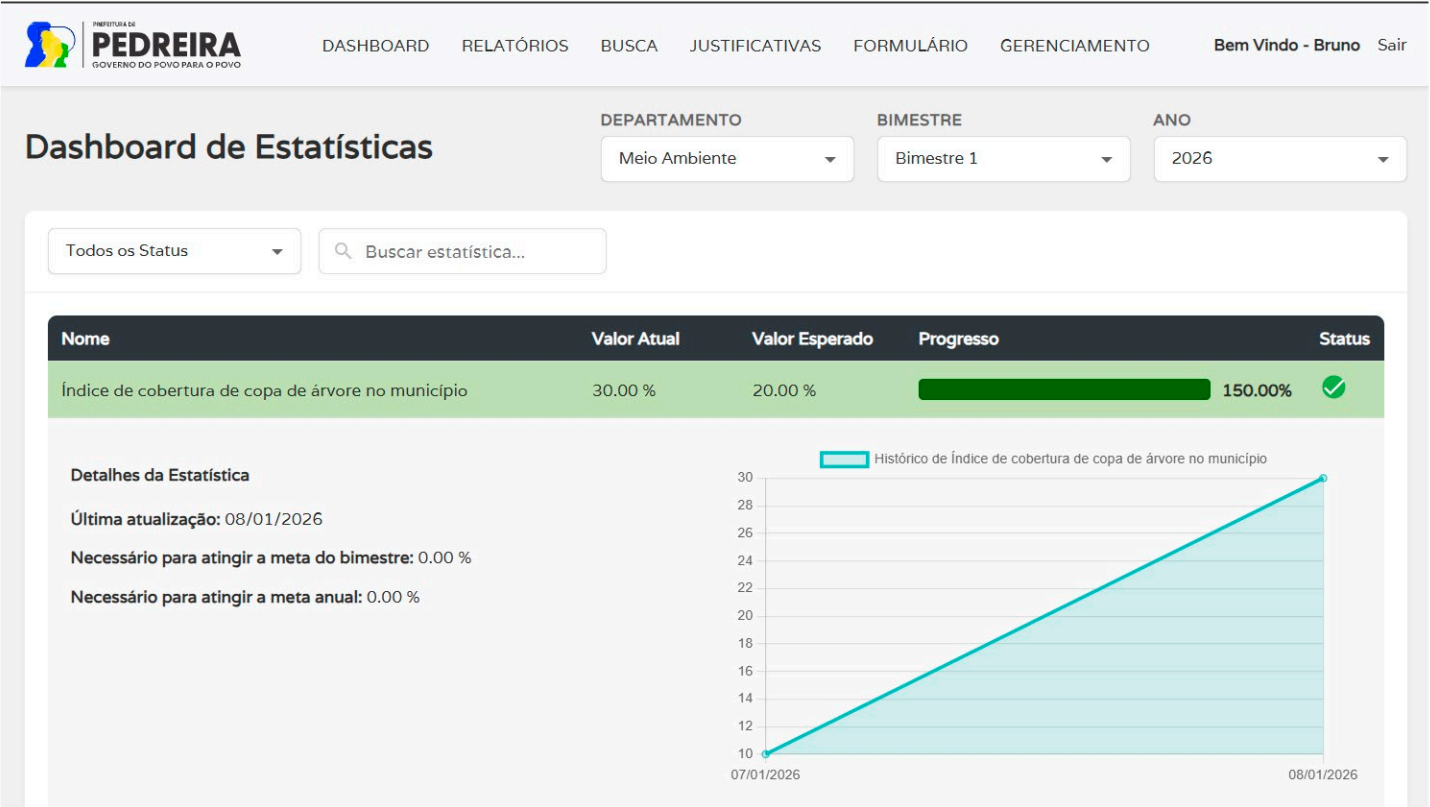 PREFEITURA DE
PEDREIRA
GOVERNO DO POVO PARA O POVO
DASHBOARD RELATÓRIOS BUSCA JUSTIFICATIVAS FORMULÁRIO GERENCIAMENTO Bem Vindo - Bruno Sair
Dashboard de Estatísticas
DEPARTAMENTO BIMESTRE ANO
Meio Ambiente Bimestre 1 2026
Todos os Status Buscar estatística...
Nome Valor Atual Valor Esperado Progresso Status
Índice de cobertura de copa de árvore no município 30.00 % 20.00 % 150.00%
Detalhes da Estatística
Última atualização: 08/01/2026
Necessário para atingir a meta do bimestre: 0.00 %
Necessário para atingir a meta anual: 0.00 %
Histórico de Índice de cobertura de copa de árvore no município
30
28
26
24
22
20
18
16
14
12
10
07/01/2026 08/01/2026